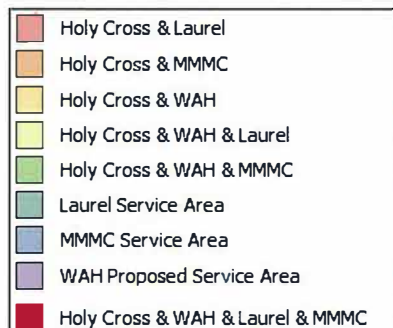 Holy Cross & Laurel
Holy Cross & MMMC
Holy Cross & WAH
Holy Cross & WAH & Laurel
Holy Cross & WAH & MMMC
Laurel Service Area
MMMC Service Area
WAH Proposed Service Area
Holy Cross & WAH & Laurel & MMMC